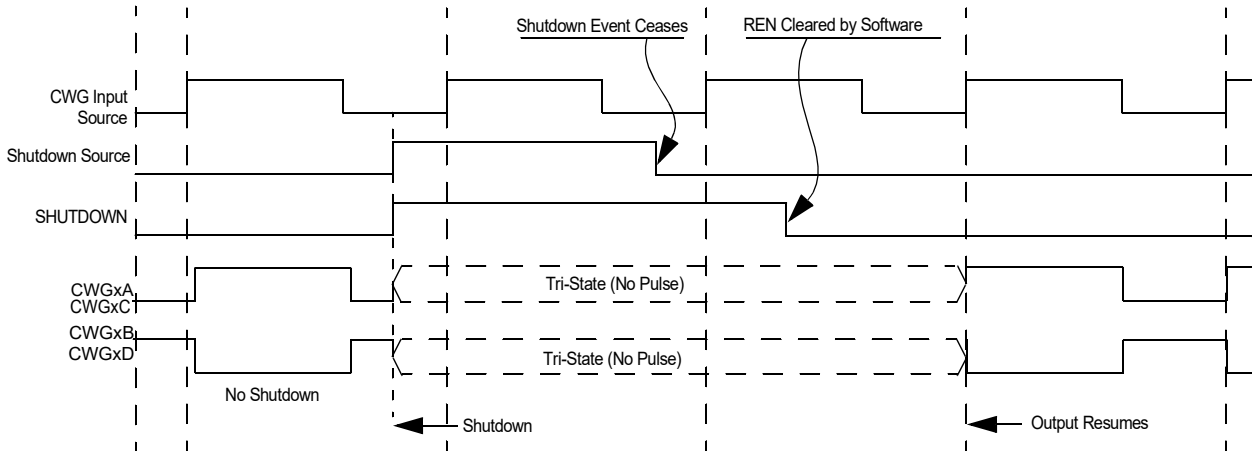 Shutdown Event Ceases
REN Cleared by Software
CWG Input
Source
Shutdown Source
SHUTDOWN
CWGxA
CWGxC
Tri-State (No Pulse)
CWGxB
CWGxD
Tri-State (No Pulse)
No Shutdown
Shutdown
Output Resumes